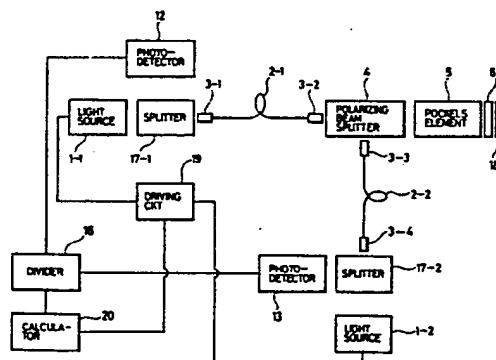 12
PHOTO-
DETECTOR
3-1
2-1
3-2
4
5
6
LIGHT
SOURCE
SPLITTER
POLARIZING
BEAM
SPLITTER
POCKELS
ELEMENT
1-1
17-1
19
18
3-3
DRIVING
CKT
2-2
16
3-4
DIVIDER
PHOTO-
DETECTOR
SPLITTER
17-2
13
CALCULA-
TOR
20
LIGHT
SOURCE
1-2